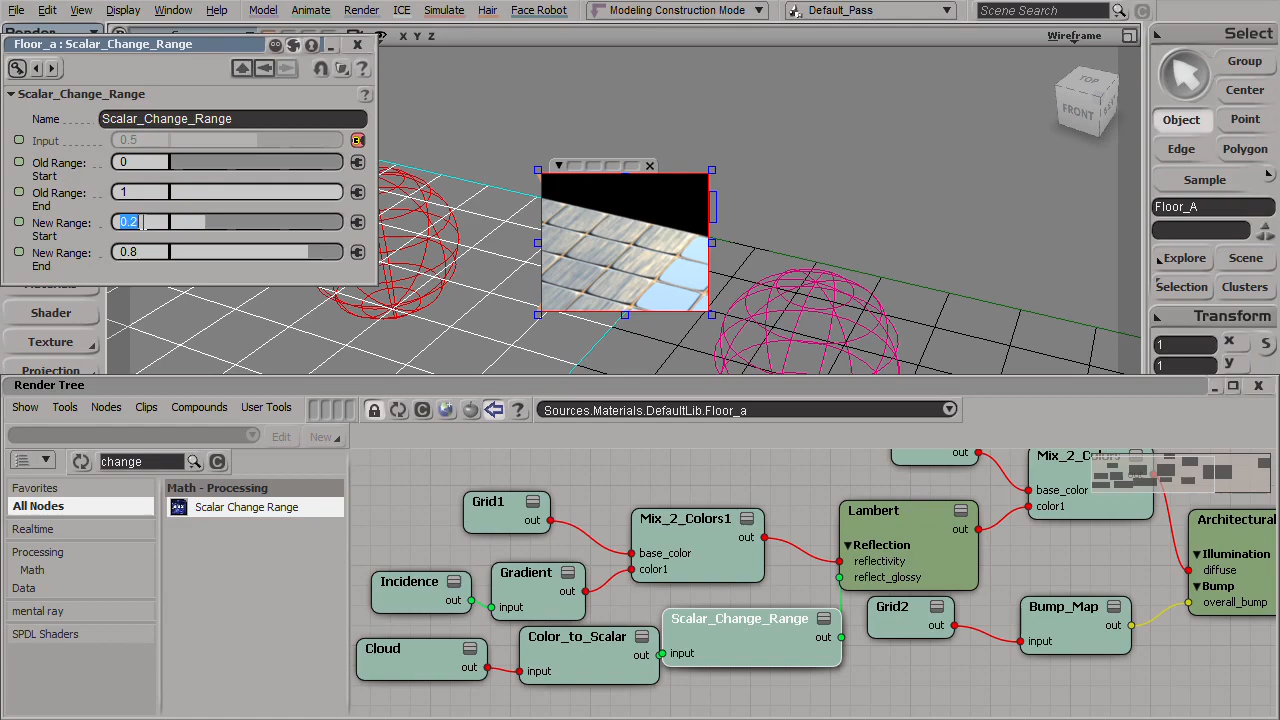 File Edit View Display Window Help Model Animate Render ICE Simulate Hair Face Robot Modeling Construction Mode Default_Pass Scene Search
Render
X Y Z
Wireframe
Floor_a : Scalar_Change_Range
Scalar_Change_Range
Name Scalar_Change_Range
Input 0.5
Old Range: Start 0
Old Range: End 1
New Range: Start 0.2
New Range: End 0.8
Shader
Texture
TOP
FRONT
Select
Group
Center
Object
Point
Edge
Polygon
Sample
Floor_A
Explore
Scene
Selection
Clusters
Transform
1 x S
1 y
Render Tree
Show Tools Nodes Clips Compounds User Tools
Sources.Materials.DefaultLib.Floor_a
Edit New
change
Favorites
All Nodes
Realtime
Processing
Math
Data
mental ray
SPDL Shaders
Math - Processing
Scalar Change Range
out
Mix_2_Colors
base_color
color1
Grid1
out
Mix_2_Colors1
out
base_color
color1
Lambert
out
Reflection
reflectivity
reflect_glossy
Architectural
Illumination
diffuse
Bump
overall_bump
Incidence
out
Gradient
out
input
Scalar_Change_Range
out
input
Grid2
out
Bump_Map
out
input
Cloud
out
Color_to_Scalar
out
input